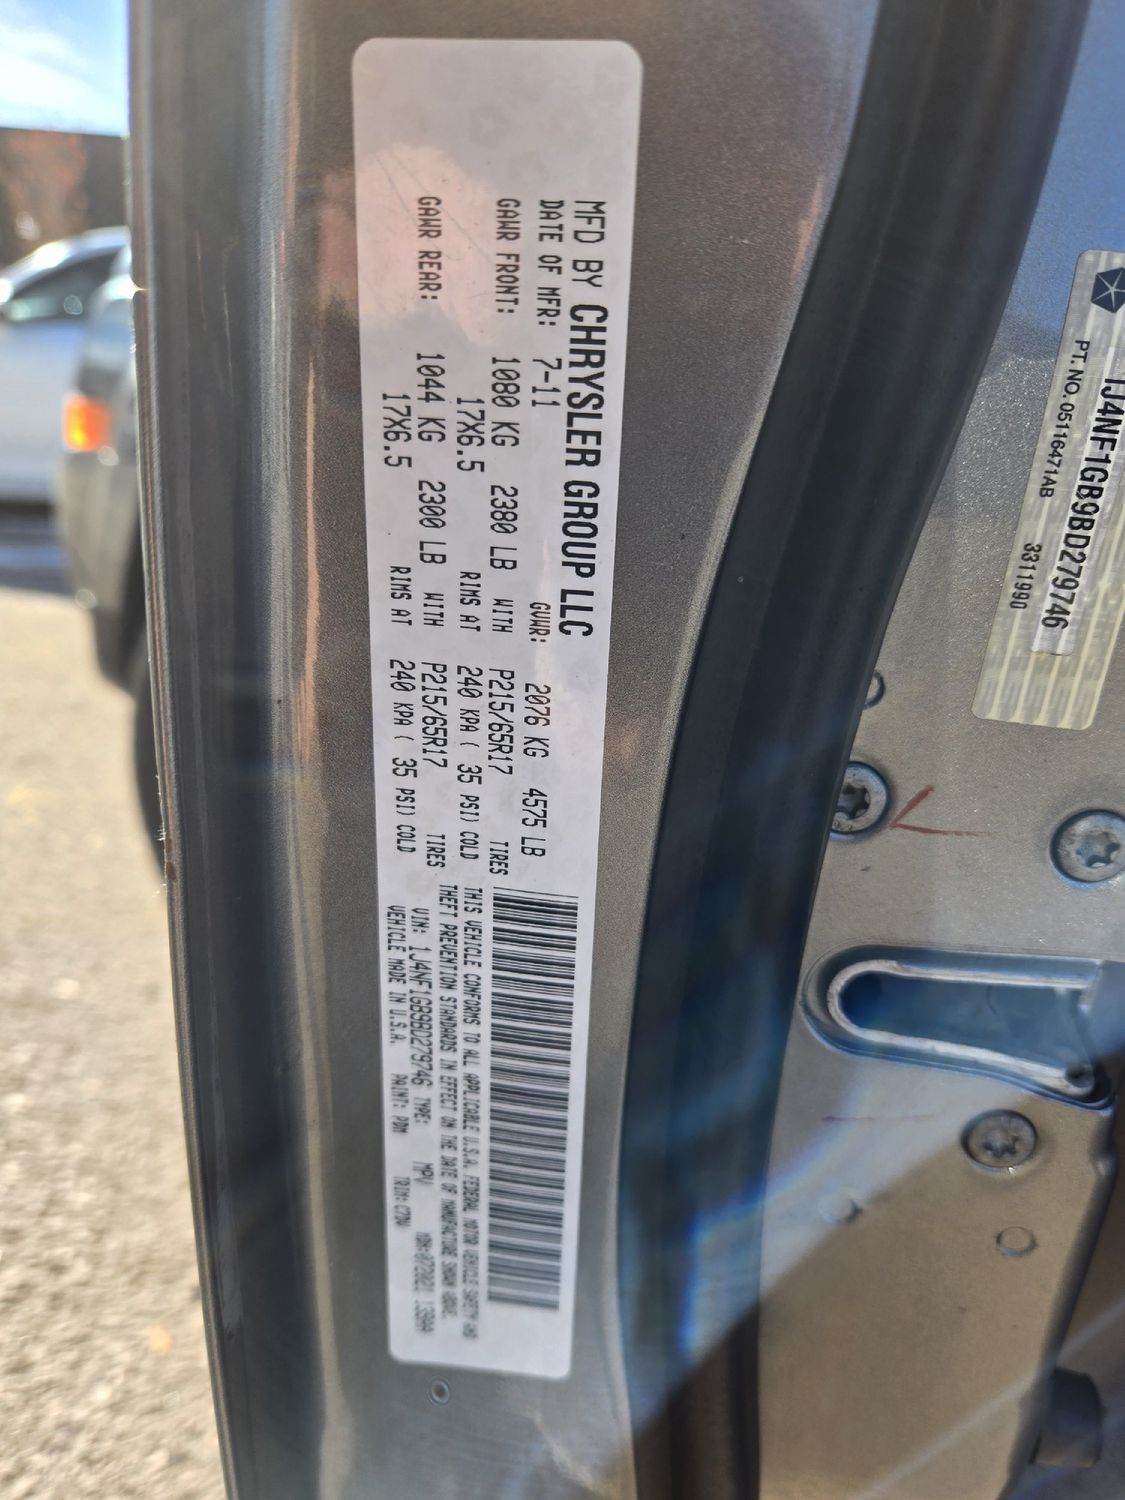 MFD BY CHRYSLER GROUP LLC
DATE OF MFR: 7-11 GVWR: 2076 KG 4575 LB
GAWR FRONT: 1080 KG 2380 LB WITH P215/65R17 TIRES
17X6.5 RIMS AT 240 KPA ( 35 PSI) COLD
GAWR REAR: 1044 KG 2300 LB WITH P215/65R17 TIRES
17X6.5 RIMS AT 240 KPA ( 35 PSI) COLD
THIS VEHICLE CONFORMS TO ALL APPLICABLE U.S.A. FEDERAL MOTOR VEHICLE SAFETY AND
THEFT PREVENTION STANDARDS IN EFFECT ON THE DATE OF MANUFACTURE SHOWN ABOVE.
VIN: 1J4NF1GB9BD279746 TYPE: MPV
VEHICLE MADE IN U.S.A. PAINT: PDM TRIM:
1J4NF1GB9BD279746
PT. NO. 05116471AB 3311990